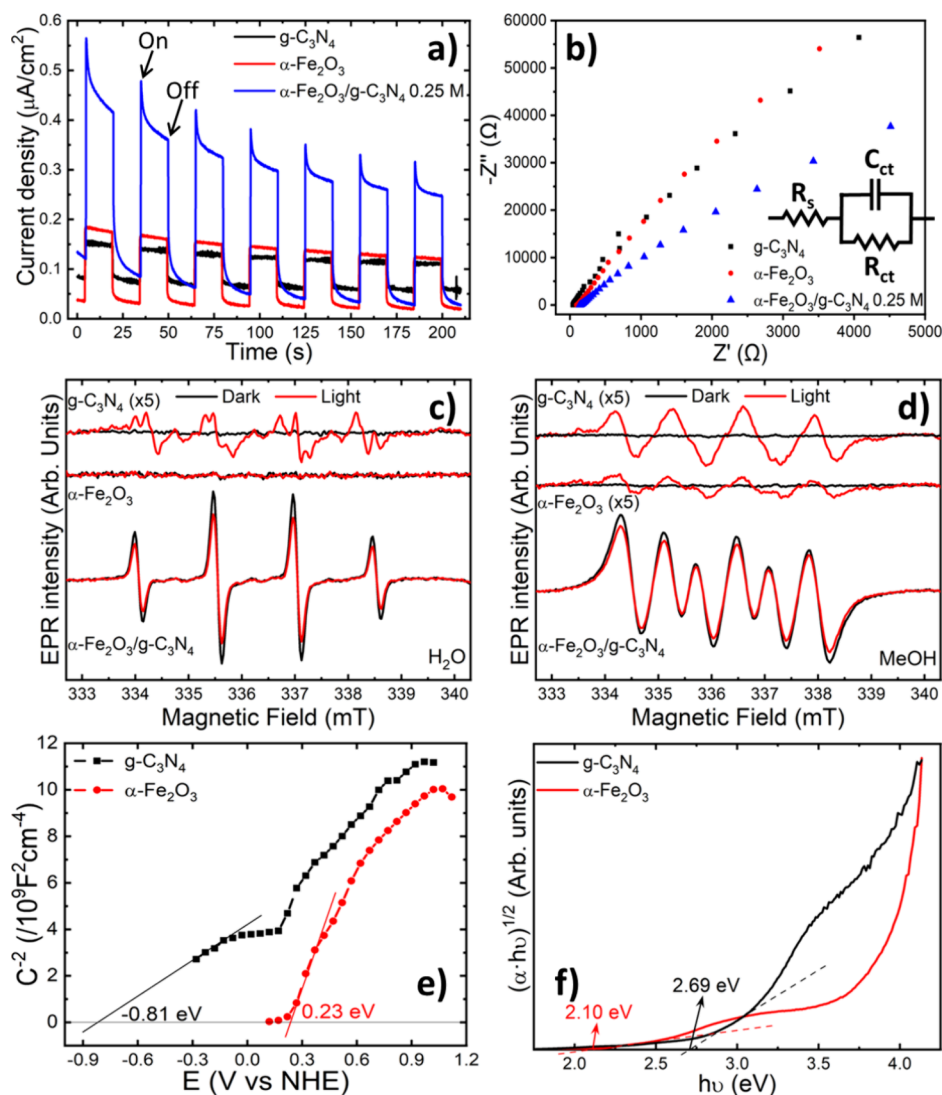 a)
On
Off
g-C₃N₄
α-Fe₂O₃
α-Fe₂O₃/g-C₃N₄ 0.25 M
Current density (μA/cm²)
0.6
0.5
0.4
0.3
0.2
0.1
0.0
0 25 50 75 100 125 150 175 200
Time (s)
b)
-Z'' (Ω)
60000
50000
40000
30000
20000
10000
0
Rₛ
C_ct
R_ct
g-C₃N₄
α-Fe₂O₃
α-Fe₂O₃/g-C₃N₄ 0.25 M
0 1000 2000 3000 4000 5000
Z' (Ω)
c)
EPR intensity (Arb. Units)
g-C₃N₄ (x5)
Dark
Light
α-Fe₂O₃
α-Fe₂O₃/g-C₃N₄
H₂O
333 334 335 336 337 338 339 340
Magnetic Field (mT)
d)
EPR intensity (Arb. Units)
g-C₃N₄ (x5)
Dark
Light
α-Fe₂O₃ (x5)
α-Fe₂O₃/g-C₃N₄
MeOH
333 334 335 336 337 338 339 340
Magnetic Field (mT)
e)
C⁻² (/10⁹F²cm⁻⁴)
12
10
8
6
4
2
0
g-C₃N₄
α-Fe₂O₃
-0.81 eV
0.23 eV
-0.9 -0.6 -0.3 0.0 0.3 0.6 0.9 1.2
E (V vs NHE)
f)
(α·hυ)¹/² (Arb. units)
g-C₃N₄
α-Fe₂O₃
2.69 eV
2.10 eV
2.0 2.5 3.0 3.5 4.0
hυ (eV)